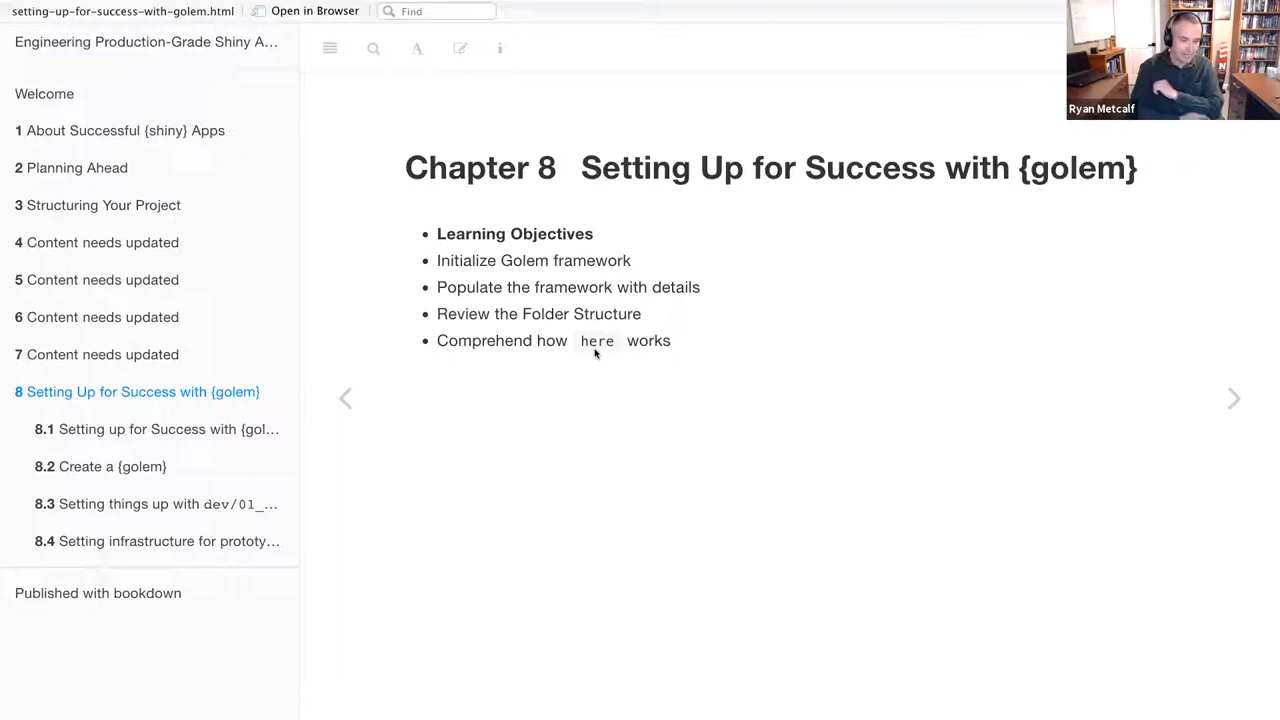 setting-up-for-success-with-golem.html Open in Browser Find
Engineering Production-Grade Shiny A...
Welcome
1 About Successful {shiny} Apps
2 Planning Ahead
3 Structuring Your Project
4 Content needs updated
5 Content needs updated
6 Content needs updated
7 Content needs updated
8 Setting Up for Success with {golem}
8.1 Setting up for Success with {gol...
8.2 Create a {golem}
8.3 Setting things up with dev/01_...
8.4 Setting infrastructure for prototy...
Published with bookdown
A i
Chapter 8 Setting Up for Success with {golem}
• Learning Objectives
• Initialize Golem framework
• Populate the framework with details
• Review the Folder Structure
• Comprehend how here works
Ryan Metcalf